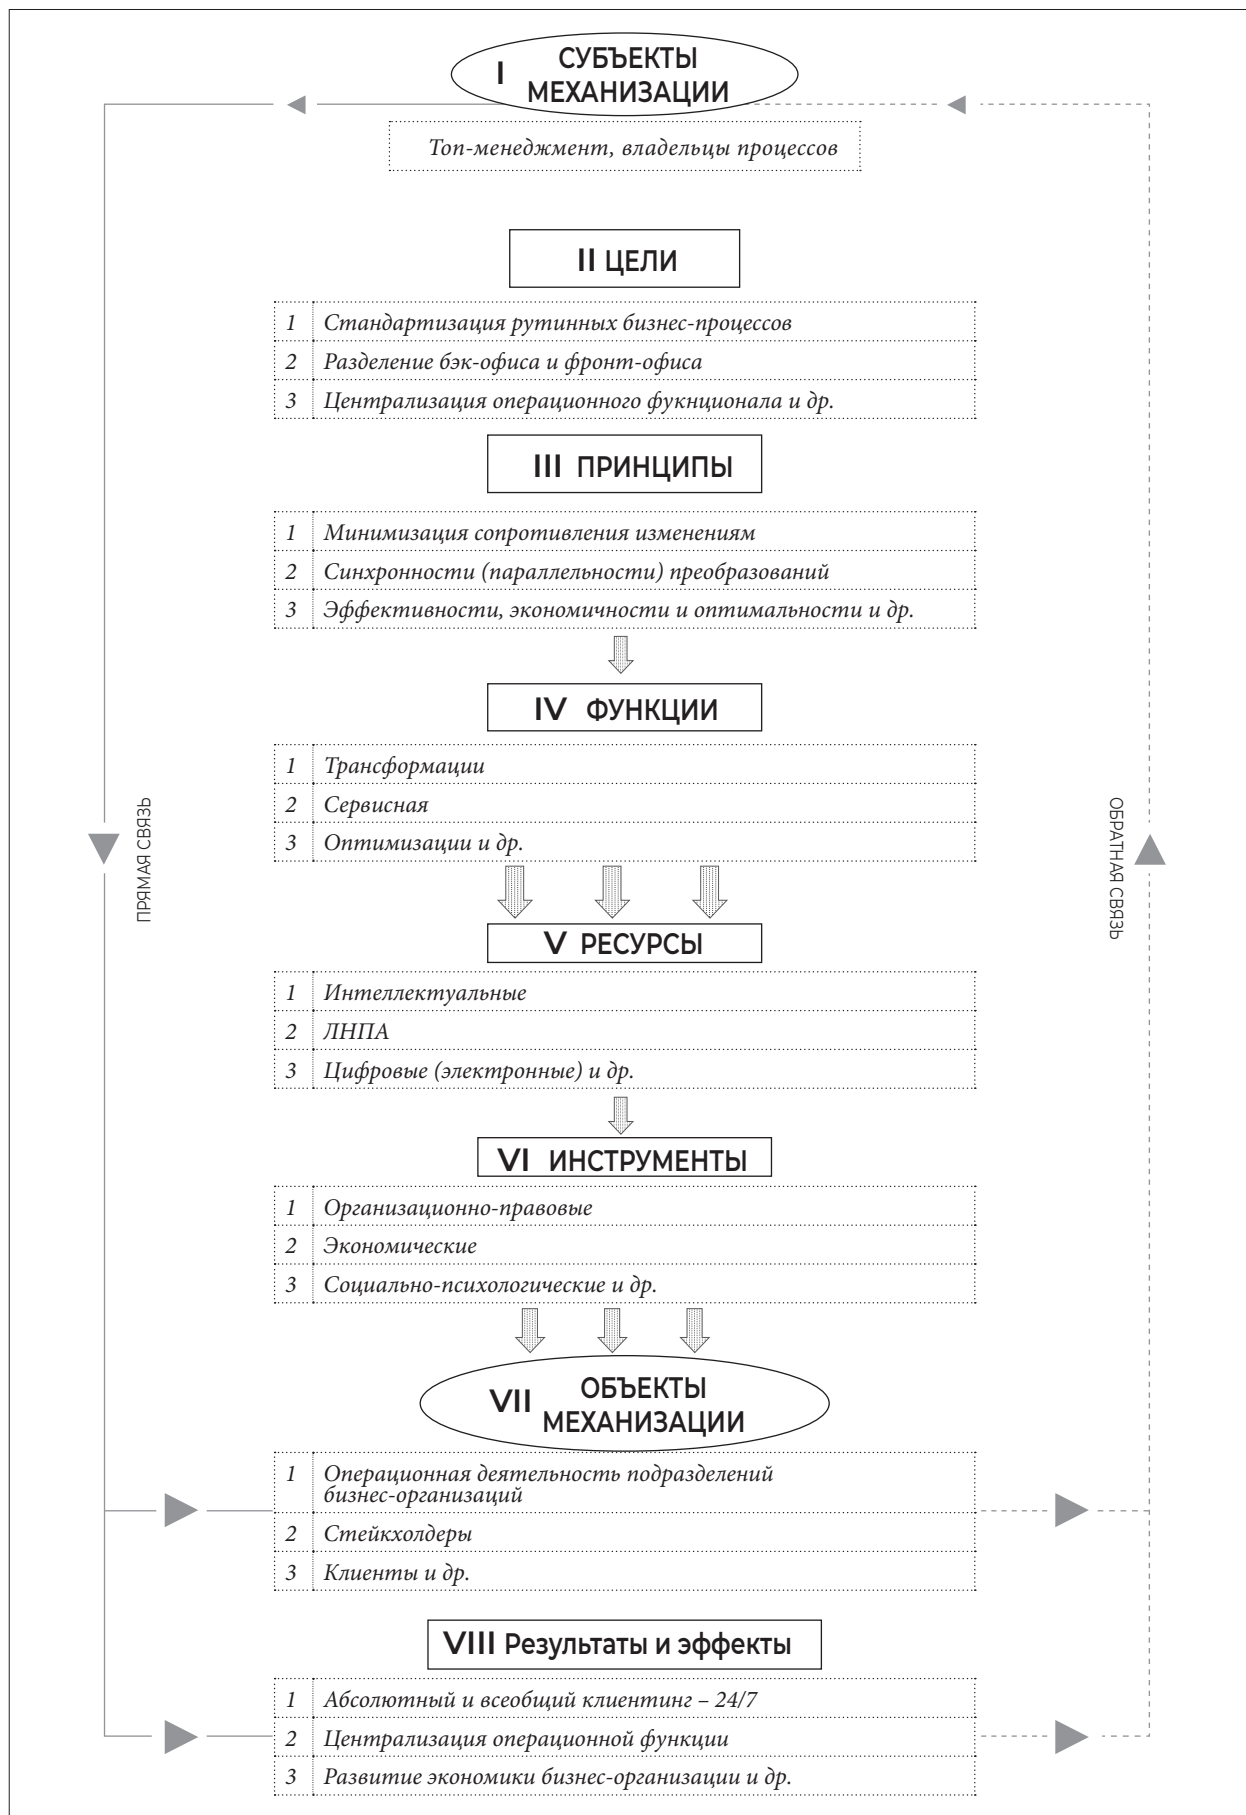 I СУБЪЕКТЫ
МЕХАНИЗАЦИИ
Топ-менеджмент, владельцы процессов
II ЦЕЛИ
1 Стандартизация рутинных бизнес-процессов
2 Разделение бэк-офиса и фронт-офиса
3 Централизация операционного фукнционала и др.
III ПРИНЦИПЫ
1 Минимизация сопротивления изменениям
2 Синхронности (параллельности) преобразований
3 Эффективности, экономичности и оптимальности и др.
IV ФУНКЦИИ
1 Трансформации
2 Сервисная
3 Оптимизации и др.
ПРЯМАЯ СВЯЗЬ
ОБРАТНАЯ СВЯЗЬ
V РЕСУРСЫ
1 Интеллектуальные
2 ЛНПА
3 Цифровые (электронные) и др.
VI ИНСТРУМЕНТЫ
1 Организационно-правовые
2 Экономические
3 Социально-психологические и др.
VII ОБЪЕКТЫ
МЕХАНИЗАЦИИ
1 Операционная деятельность подразделений
бизнес-организаций
2 Стейкхолдеры
3 Клиенты и др.
VIII Результаты и эффекты
1 Абсолютный и всеобщий клиентинг – 24/7
2 Централизация операционной функции
3 Развитие экономики бизнес-организации и др.